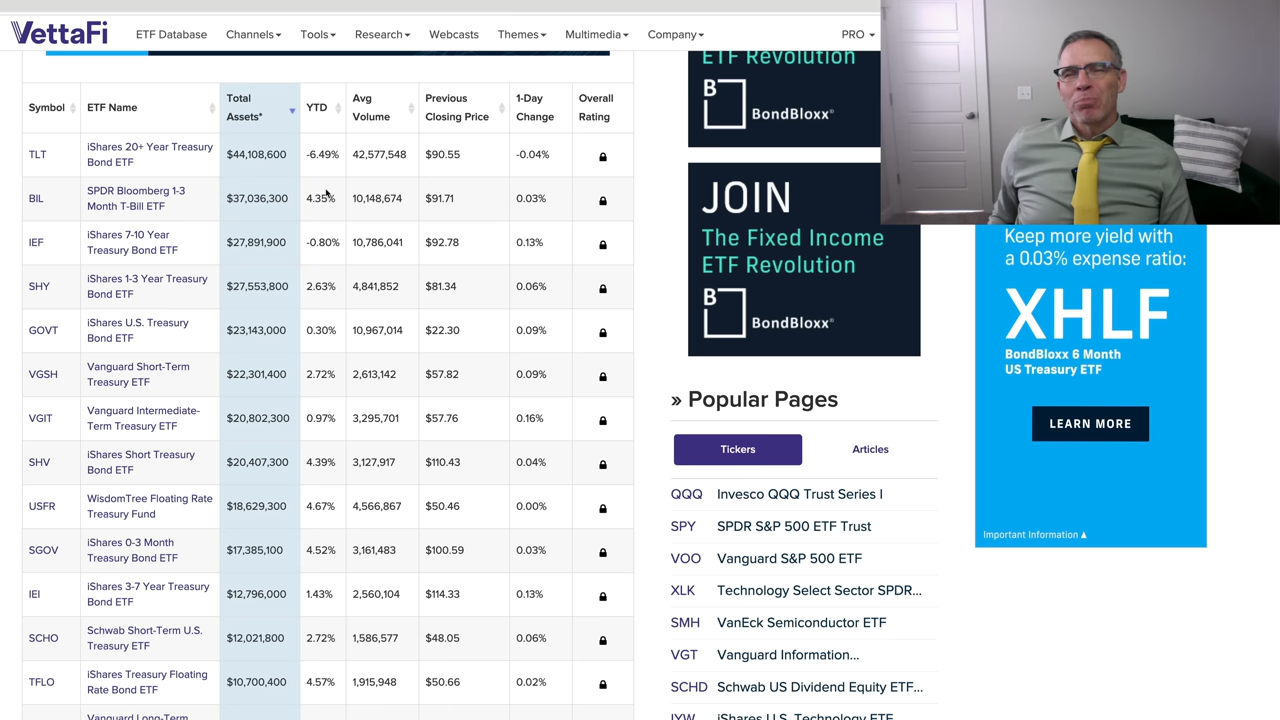 VettaFi
ETF Database Channels Tools Research Webcasts Themes Multimedia Company PRO
Symbol ETF Name Total Assets* YTD Avg Volume Previous Closing Price 1-Day Change Overall Rating
TLT iShares 20+ Year Treasury Bond ETF $44,108,600 -6.49% 42,577,548 $90.55 -0.04%
BIL SPDR Bloomberg 1-3 Month T-Bill ETF $37,036,300 4.35% 10,148,674 $91.71 0.03%
IEF iShares 7-10 Year Treasury Bond ETF $27,891,900 -0.80% 10,786,041 $92.78 0.13%
SHY iShares 1-3 Year Treasury Bond ETF $27,553,800 2.63% 4,841,852 $81.34 0.06%
GOVT iShares U.S. Treasury Bond ETF $23,143,000 0.30% 10,967,014 $22.30 0.09%
VGSH Vanguard Short-Term Treasury ETF $22,301,400 2.72% 2,613,142 $57.82 0.09%
VGIT Vanguard Intermediate-Term Treasury ETF $20,802,300 0.97% 3,295,701 $57.76 0.16%
SHV iShares Short Treasury Bond ETF $20,407,300 4.39% 3,127,917 $110.43 0.04%
USFR WisdomTree Floating Rate Treasury Fund $18,629,300 4.67% 4,566,867 $50.46 0.00%
SGOV iShares 0-3 Month Treasury Bond ETF $17,385,100 4.52% 3,161,483 $100.59 0.03%
IEI iShares 3-7 Year Treasury Bond ETF $12,796,000 1.43% 2,560,104 $114.33 0.13%
SCHO Schwab Short-Term U.S. Treasury ETF $12,021,800 2.72% 1,586,577 $48.05 0.06%
TFLO iShares Treasury Floating Rate Bond ETF $10,700,400 4.57% 1,915,948 $50.66 0.02%
Vanguard Long-Term
ETF Revolution
B
BondBloxx®
JOIN
The Fixed Income
ETF Revolution
B
BondBloxx®
» Popular Pages
Tickers Articles
QQQ Invesco QQQ Trust Series I
SPY SPDR S&P 500 ETF Trust
VOO Vanguard S&P 500 ETF
XLK Technology Select Sector SPDR...
SMH VanEck Semiconductor ETF
VGT Vanguard Information...
SCHD Schwab US Dividend Equity ETF...
IYW iShares U.S. Technology ETF
Keep more yield with
a 0.03% expense ratio:
XHLF
BondBloxx 6 Month
US Treasury ETF
LEARN MORE
Important Information ▲